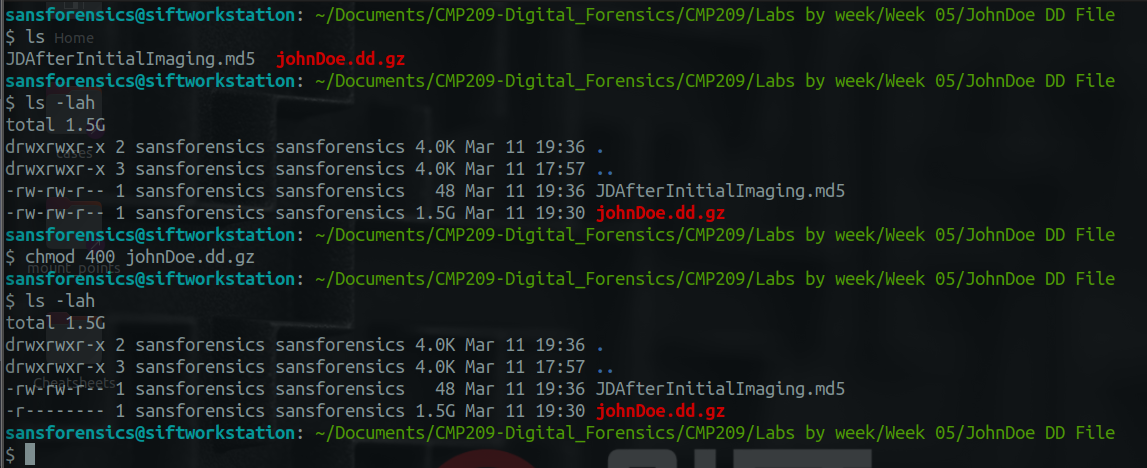 sansforensics@siftworkstation: ~/Documents/CMP209-Digital_Forensics/CMP209/Labs by week/Week 05/JohnDoe DD File
$ ls
Home
JDAfterInitialImaging.md5  johnDoe.dd.gz
sansforensics@siftworkstation: ~/Documents/CMP209-Digital_Forensics/CMP209/Labs by week/Week 05/JohnDoe DD File
$ ls -lah
total 1.5G
drwxrwxr-x 2 sansforensics sansforensics 4.0K Mar 11 19:36 .
cases
drwxrwxr-x 3 sansforensics sansforensics 4.0K Mar 11 17:57 ..
-rw-rw-r-- 1 sansforensics sansforensics   48 Mar 11 19:36 JDAfterInitialImaging.md5
-rw-rw-r-- 1 sansforensics sansforensics 1.5G Mar 11 19:30 johnDoe.dd.gz
sansforensics@siftworkstation: ~/Documents/CMP209-Digital_Forensics/CMP209/Labs by week/Week 05/JohnDoe DD File
$ chmod 400 johnDoe.dd.gz
mount_points
sansforensics@siftworkstation: ~/Documents/CMP209-Digital_Forensics/CMP209/Labs by week/Week 05/JohnDoe DD File
$ ls -lah
total 1.5G
drwxrwxr-x 2 sansforensics sansforensics 4.0K Mar 11 19:36 .
drwxrwxr-x 3 sansforensics sansforensics 4.0K Mar 11 17:57 ..
Cheatsheets
-rw-rw-r-- 1 sansforensics sansforensics   48 Mar 11 19:36 JDAfterInitialImaging.md5
-r-------- 1 sansforensics sansforensics 1.5G Mar 11 19:30 johnDoe.dd.gz
sansforensics@siftworkstation: ~/Documents/CMP209-Digital_Forensics/CMP209/Labs by week/Week 05/JohnDoe DD File
$